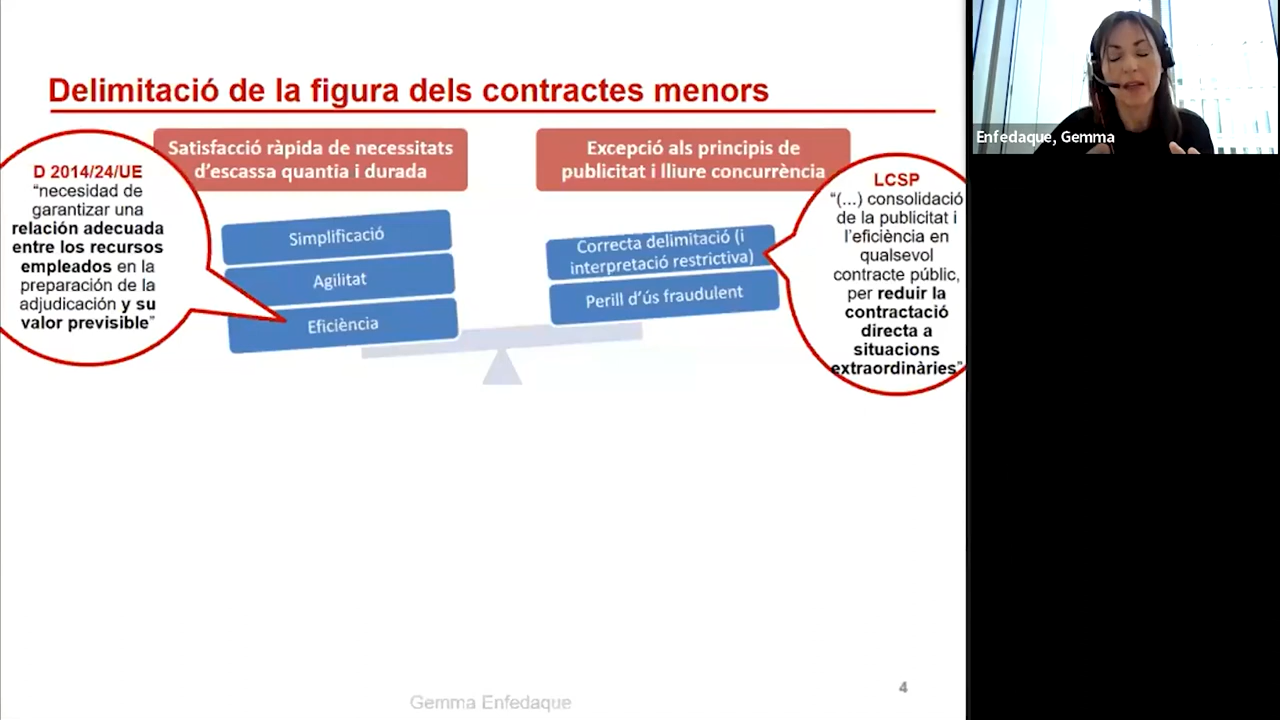 Delimitació de la figura dels contractes menors
Satisfacció ràpida de necessitats
d'escassa quantia i durada
Excepció als principis de
publicitat i lliure concurrència
D 2014/24/UE
“necesidad de
garantizar una
relación adecuada
entre los recursos
empleados en la
preparación de la
adjudicación y su
valor previsible”
Simplificació
Agilitat
Eficiència
Correcta delimitació (i
interpretació restrictiva)
Perill d'ús fraudulent
LCSP
“(...) consolidació
de la publicitat i
l’eficiència en
qualsevol
contracte públic,
per reduir la
contractació
directa a
situacions
extraordinàries”
Enfedaque, Gemma
Gemma Enfedaque
4